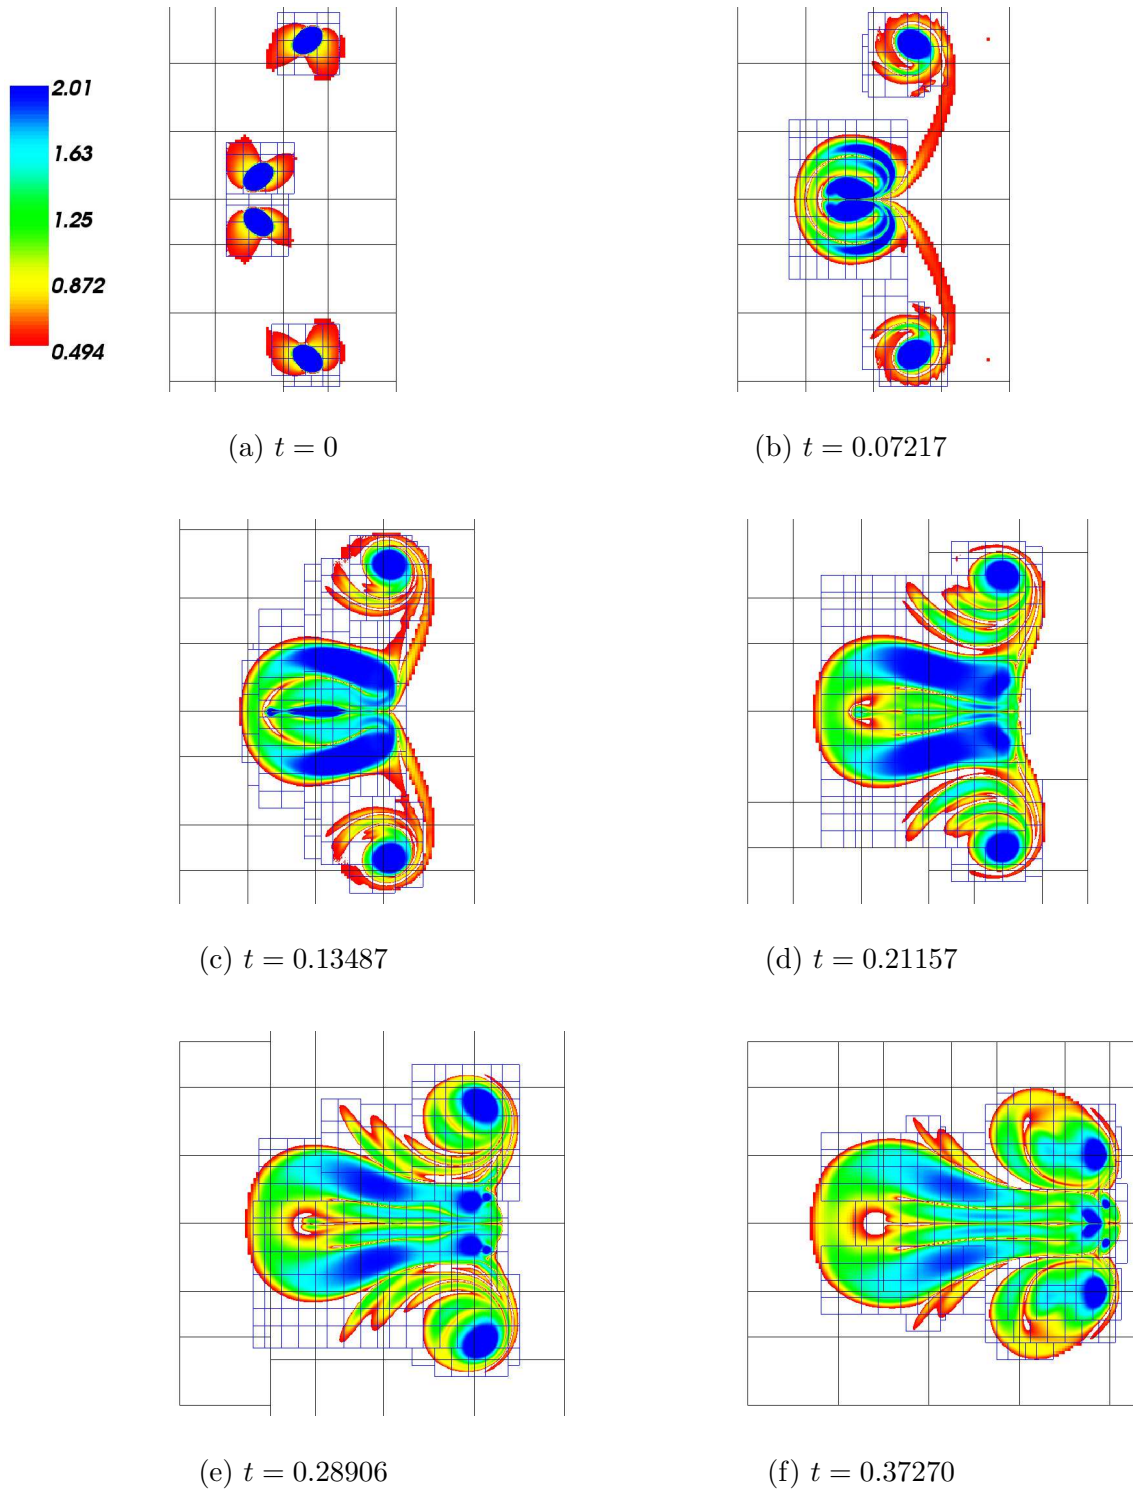 2.01
1.63
1.25
0.872
0.494
(a) t = 0
(b) t = 0.07217
(c) t = 0.13487
(d) t = 0.21157
(e) t = 0.28906
(f) t = 0.37270